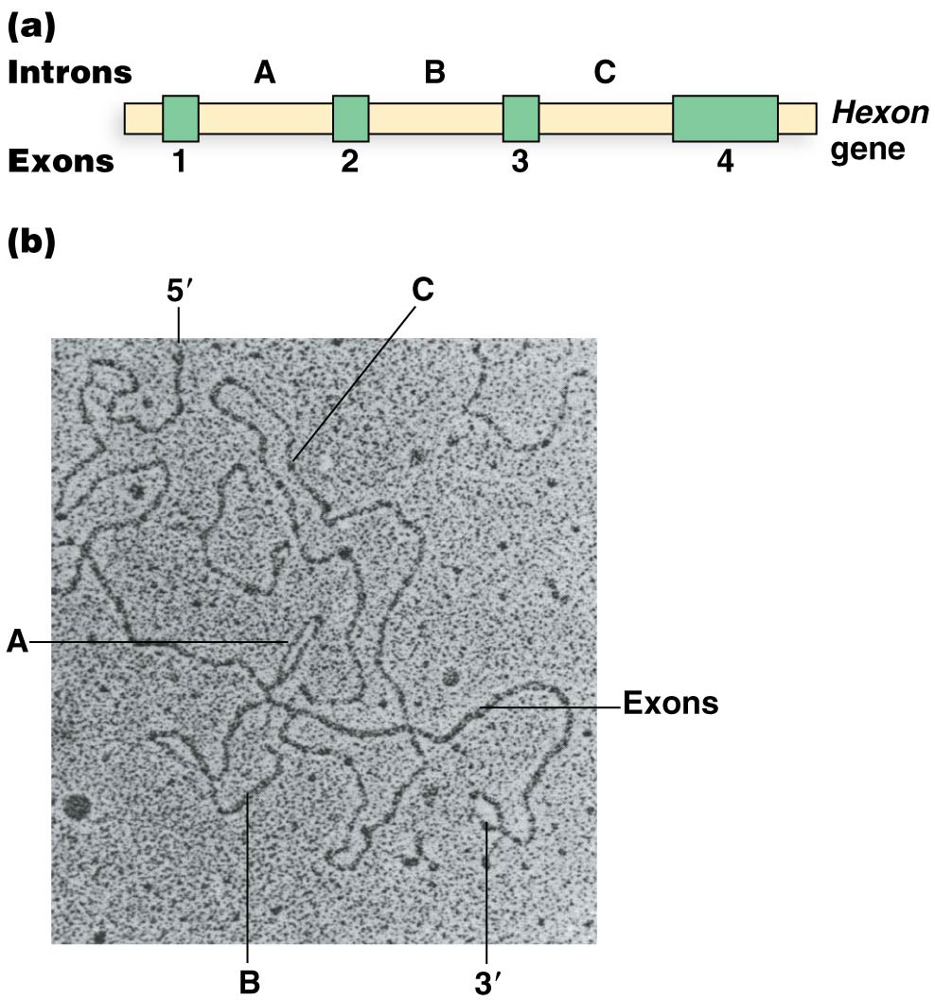 (a)
Introns A B C
Hexon
gene
Exons 1 2 3 4
(b)
5′ C
A
Exons
B 3′